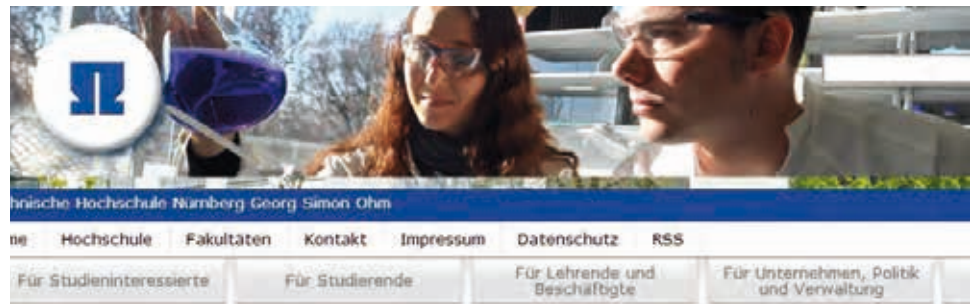 Ω
hnische Hochschule Nürnberg Georg Simon Ohm
me Hochschule Fakultäten Kontakt Impressum Datenschutz RSS
Für Studieninteressierte Für Studierende Für Lehrende und Beschäftigte Für Unternehmen, Politik und Verwaltung